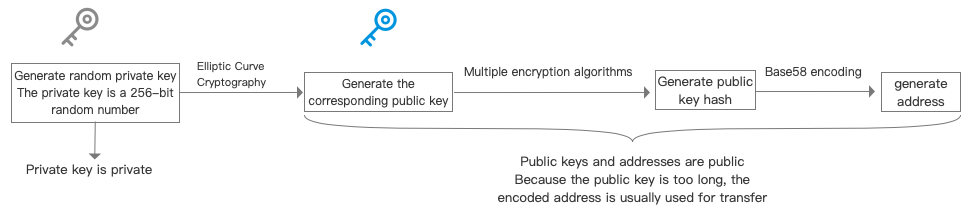 Generate random private key
The private key is a 256-bit
random number
Elliptic Curve
Cryptography
Generate the
corresponding public key
Multiple encryption algorithms
Generate public
key hash
Base58 encoding
generate
address
Private key is private
Public keys and addresses are public
Because the public key is too long, the
encoded address is usually used for transfer